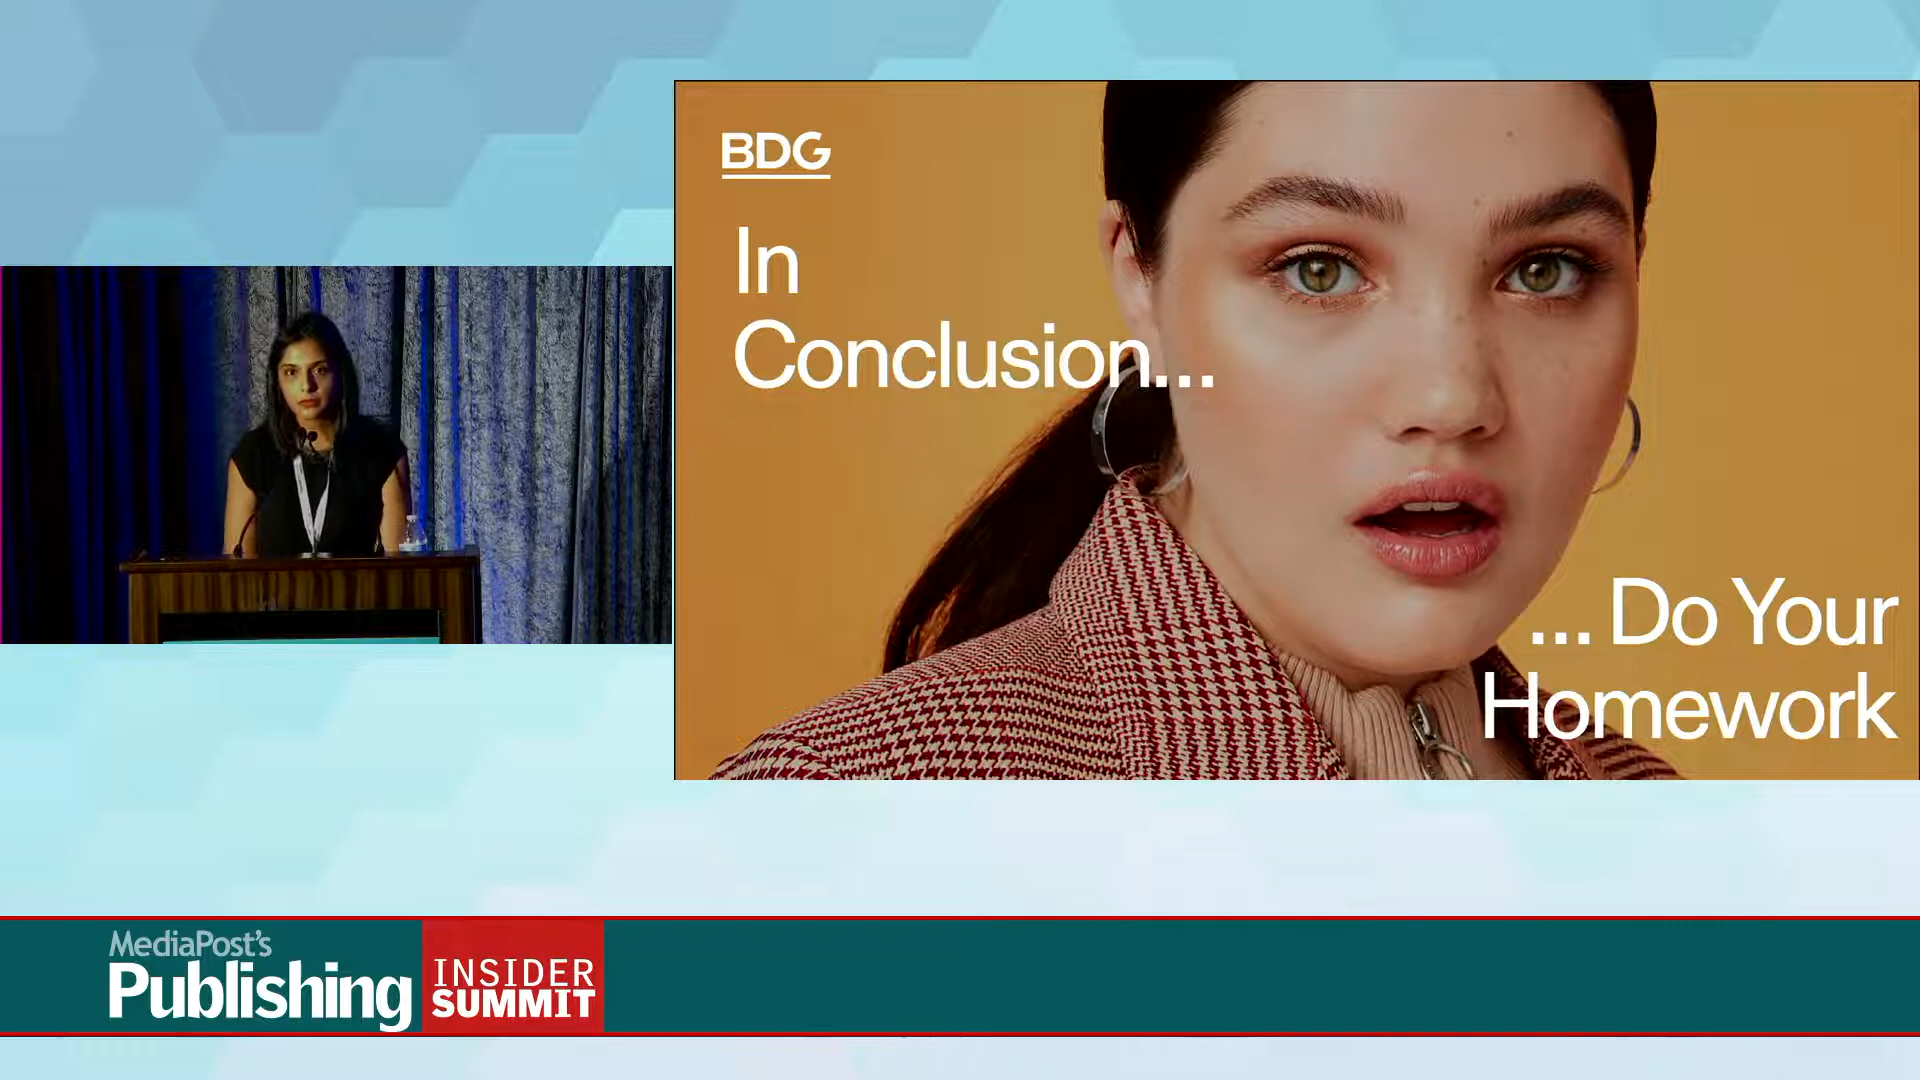 BDG
In
Conclusion...
... Do Your
Homework
MediaPost's
Publishing
INSIDER
SUMMIT